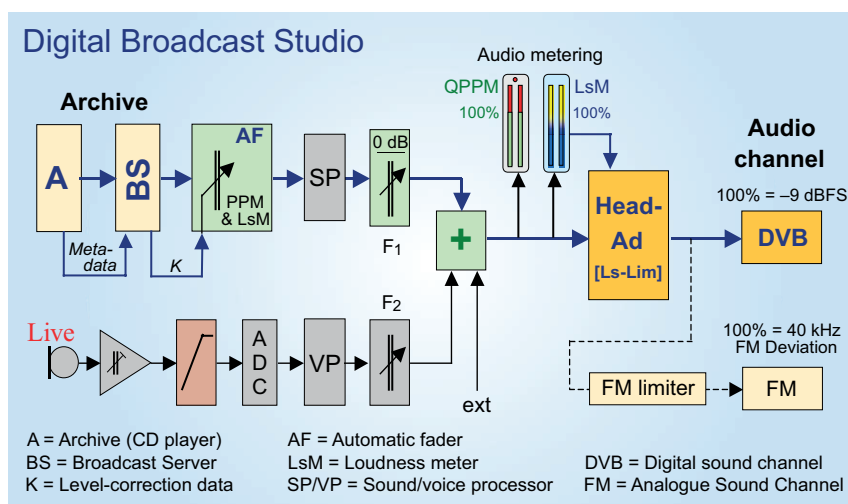 Digital Broadcast Studio
Audio metering
QPPM
100%
LsM
100%
Archive
A
BS
AF
PPM
& LsM
SP
0 dB
F1
Meta-
data
K
+
Head-
Ad
[Ls-Lim]
Audio
channel
100% = –9 dBFS
DVB
Live
A
D
C
VP
F2
ext
100% = 40 kHz
FM Deviation
FM limiter
FM
A = Archive (CD player)
BS = Broadcast Server
K = Level-correction data
AF = Automatic fader
LsM = Loudness meter
SP/VP = Sound/voice processor
DVB = Digital sound channel
FM = Analogue Sound Channel